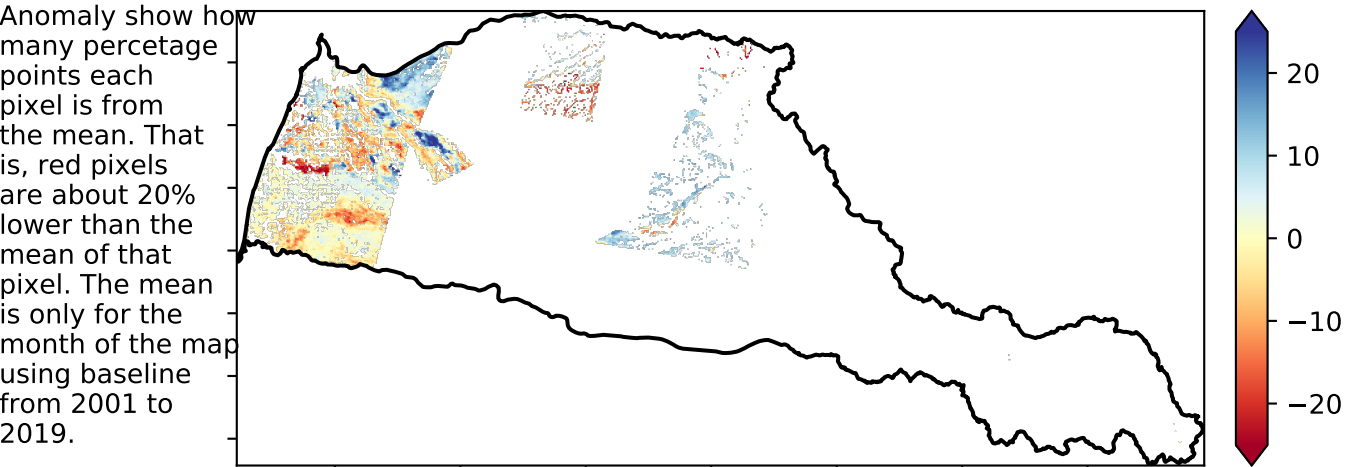 Anomaly show how
many percetage
points each
pixel is from
the mean. That
is, red pixels
are about 20%
lower than the
mean of that
pixel. The mean
is only for the
month of the map
using baseline
from 2001 to
2019.
20
10
0
−10
−20